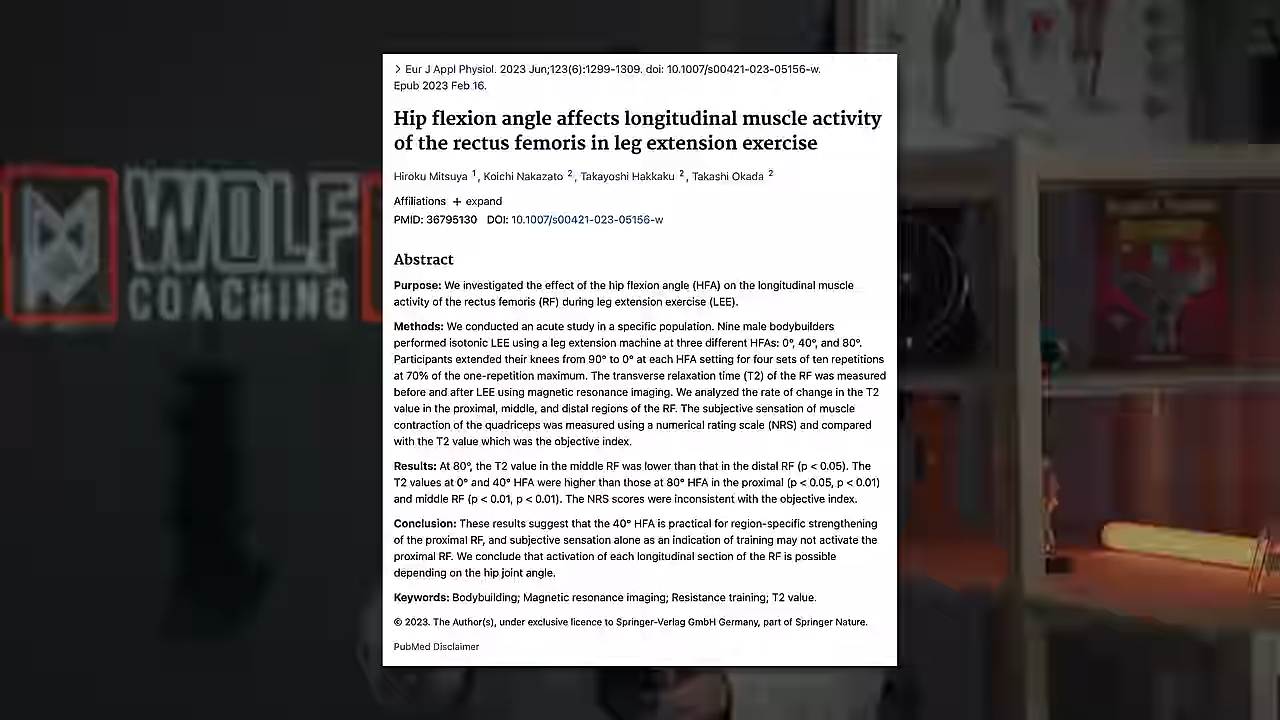 WOLF
COACHING
> Eur J Appl Physiol. 2023 Jun;123(6):1299-1309. doi: 10.1007/s00421-023-05156-w.
Epub 2023 Feb 16.
Hip flexion angle affects longitudinal muscle activity
of the rectus femoris in leg extension exercise
Hiroku Mitsuya 1, Koichi Nakazato 2, Takayoshi Hakkaku 2, Takashi Okada 2
Affiliations + expand
PMID: 36795130 DOI: 10.1007/s00421-023-05156-w
Abstract
Purpose: We investigated the effect of the hip flexion angle (HFA) on the longitudinal muscle
activity of the rectus femoris (RF) during leg extension exercise (LEE).
Methods: We conducted an acute study in a specific population. Nine male bodybuilders
performed isotonic LEE using a leg extension machine at three different HFAs: 0°, 40°, and 80°.
Participants extended their knees from 90° to 0° at each HFA setting for four sets of ten repetitions
at 70% of the one-repetition maximum. The transverse relaxation time (T2) of the RF was measured
before and after LEE using magnetic resonance imaging. We analyzed the rate of change in the T2
value in the proximal, middle, and distal regions of the RF. The subjective sensation of muscle
contraction of the quadriceps was measured using a numerical rating scale (NRS) and compared
with the T2 value which was the objective index.
Results: At 80°, the T2 value in the middle RF was lower than that in the distal RF (p < 0.05). The
T2 values at 0° and 40° HFA were higher than those at 80° HFA in the proximal (p < 0.05, p < 0.01)
and middle RF (p < 0.01, p < 0.01). The NRS scores were inconsistent with the objective index.
Conclusion: These results suggest that the 40° HFA is practical for region-specific strengthening
of the proximal RF, and subjective sensation alone as an indication of training may not activate the
proximal RF. We conclude that activation of each longitudinal section of the RF is possible
depending on the hip joint angle.
Keywords: Bodybuilding; Magnetic resonance imaging; Resistance training; T2 value.
© 2023. The Author(s), under exclusive licence to Springer-Verlag GmbH Germany, part of Springer Nature.
PubMed Disclaimer